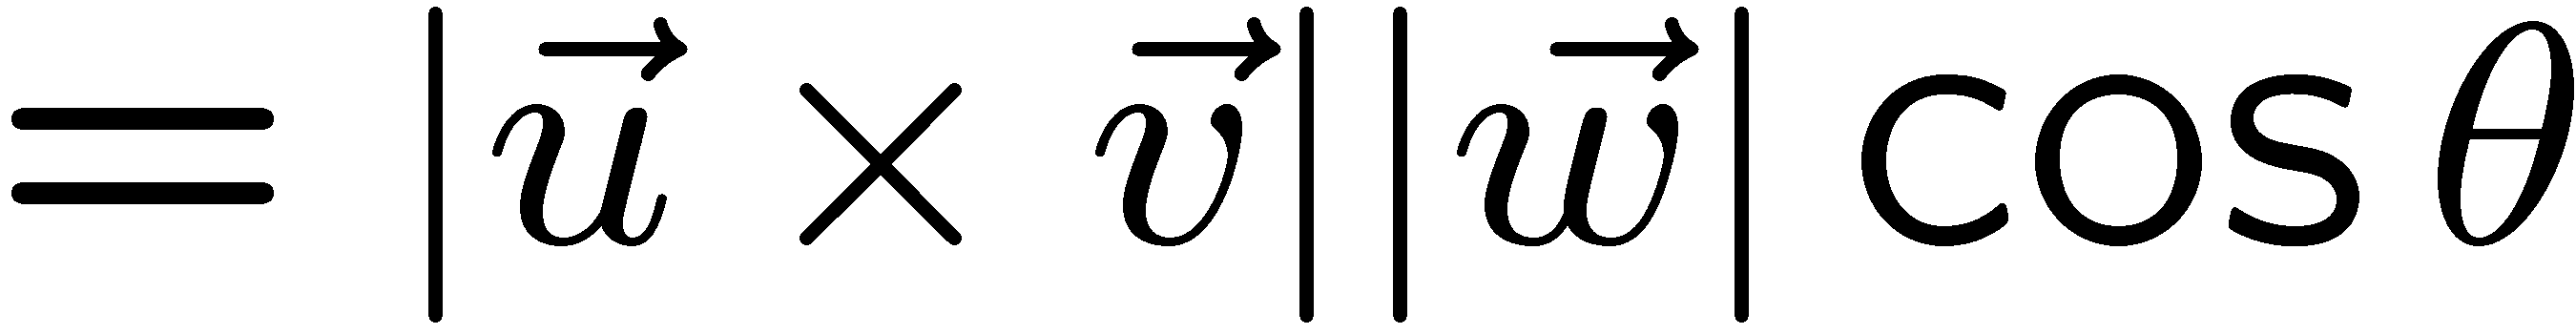 = |u⃗ × v⃗||w⃗| cos θ